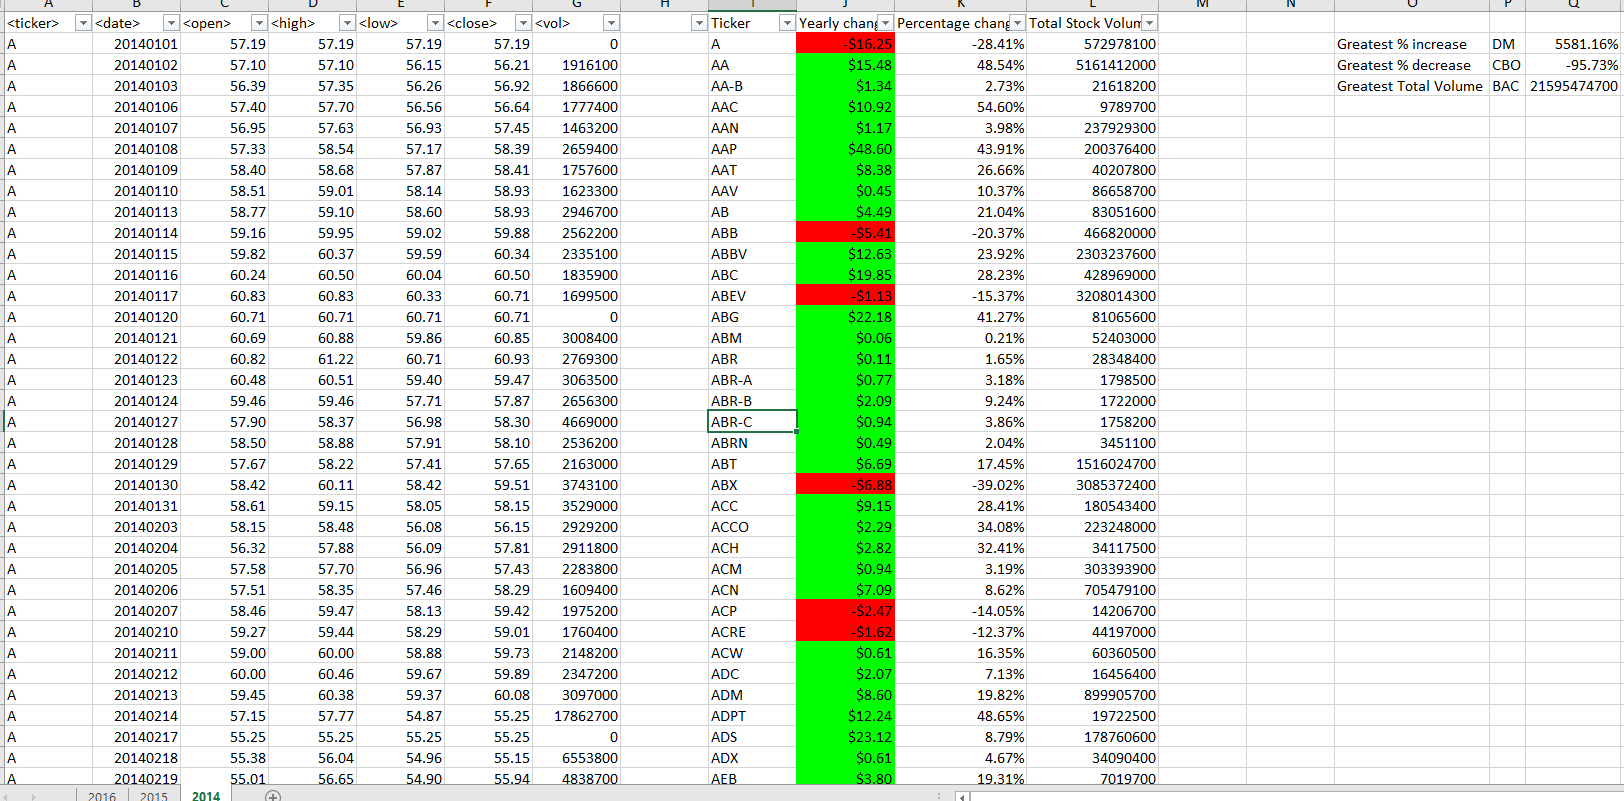 A B C D E F G H I J K L M N O P Q
<ticker> <date> <open> <high> <low> <close> <vol> Ticker Yearly chang Percentage chang Total Stock Volum
A 20140101 57.19 57.19 57.19 57.19 0 A -$16.25 -28.41% 572978100 Greatest % increase DM 5581.16%
A 20140102 57.10 57.10 56.15 56.21 1916100 AA $15.48 48.54% 5161412000 Greatest % decrease CBO -95.73%
A 20140103 56.39 57.35 56.26 56.92 1866600 AA-B $1.34 2.73% 21618200 Greatest Total Volume BAC 21595474700
A 20140106 57.40 57.70 56.56 56.64 1777400 AAC $10.92 54.60% 9789700
A 20140107 56.95 57.63 56.93 57.45 1463200 AAN $1.17 3.98% 237929300
A 20140108 57.33 58.54 57.17 58.39 2659400 AAP $48.60 43.91% 200376400
A 20140109 58.40 58.68 57.87 58.41 1757600 AAT $8.38 26.66% 40207800
A 20140110 58.51 59.01 58.14 58.93 1623300 AAV $0.45 10.37% 86658700
A 20140113 58.77 59.10 58.60 58.93 2946700 AB $4.49 21.04% 83051600
A 20140114 59.16 59.95 59.02 59.88 2562200 ABB -$5.41 -20.37% 466820000
A 20140115 59.82 60.37 59.59 60.34 2335100 ABBV $12.63 23.92% 2303237600
A 20140116 60.24 60.50 60.04 60.50 1835900 ABC $19.85 28.23% 428969000
A 20140117 60.83 60.83 60.33 60.71 1699500 ABEV -$1.13 -15.37% 3208014300
A 20140120 60.71 60.71 60.71 60.71 0 ABG $22.18 41.27% 81065600
A 20140121 60.69 60.88 59.86 60.85 3008400 ABM $0.06 0.21% 52403000
A 20140122 60.82 61.22 60.71 60.93 2769300 ABR $0.11 1.65% 28348400
A 20140123 60.48 60.51 59.40 59.47 3063500 ABR-A $0.77 3.18% 1798500
A 20140124 59.46 59.46 57.71 57.87 2656300 ABR-B $2.09 9.24% 1722000
A 20140127 57.90 58.37 56.98 58.30 4669000 ABR-C $0.94 3.86% 1758200
A 20140128 58.50 58.88 57.91 58.10 2536200 ABRN $0.49 2.04% 3451100
A 20140129 57.67 58.22 57.41 57.65 2163000 ABT $6.69 17.45% 1516024700
A 20140130 58.42 60.11 58.42 59.51 3743100 ABX -$6.88 -39.02% 3085372400
A 20140131 58.61 59.15 58.05 58.15 3529000 ACC $9.15 28.41% 180543400
A 20140203 58.15 58.48 56.08 56.15 2929200 ACCO $2.29 34.08% 223248000
A 20140204 56.32 57.88 56.09 57.81 2911800 ACH $2.82 32.41% 34117500
A 20140205 57.58 57.70 56.96 57.43 2283800 ACM $0.94 3.19% 303393900
A 20140206 57.51 58.35 57.46 58.29 1609400 ACN $7.09 8.62% 705479100
A 20140207 58.46 59.47 58.13 59.42 1975200 ACP -$2.47 -14.05% 14206700
A 20140210 59.27 59.44 58.29 59.01 1760400 ACRE -$1.62 -12.37% 44197000
A 20140211 59.00 60.00 58.88 59.73 2148200 ACW $0.61 16.35% 60360500
A 20140212 60.00 60.46 59.67 59.89 2347200 ADC $2.07 7.13% 16456400
A 20140213 59.45 60.38 59.37 60.08 3097000 ADM $8.60 19.82% 899905700
A 20140214 57.15 57.77 54.87 55.25 17862700 ADPT $12.24 48.65% 19722500
A 20140217 55.25 55.25 55.25 55.25 0 ADS $23.12 8.79% 178760600
A 20140218 55.38 56.04 54.96 55.15 6553800 ADX $0.61 4.67% 34090400
A 20140219 55.01 56.65 54.90 55.94 4838700 AEB $3.80 19.31% 7019700
2016 2015 2014